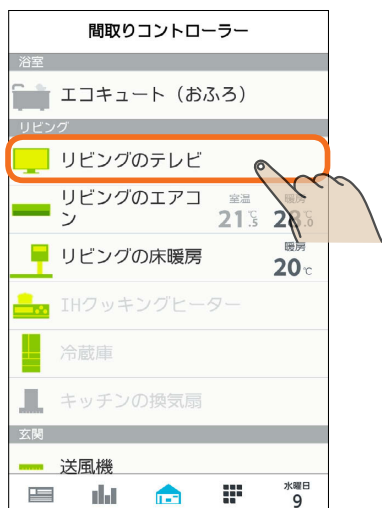 間取りコントローラー
浴室
エコキュート（おふろ）
リビング
リビングのテレビ
リビングのエアコン
室温
21℃.5
暖房
28℃.0
リビングの床暖房
暖房
20℃
IHクッキングヒーター
冷蔵庫
キッチンの換気扇
玄関
送風機
水曜日
9